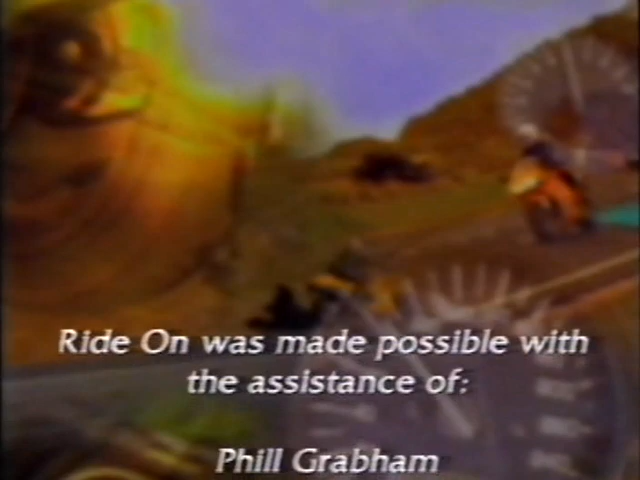 Ride On was made possible with
the assistance of:
Phill Grabham